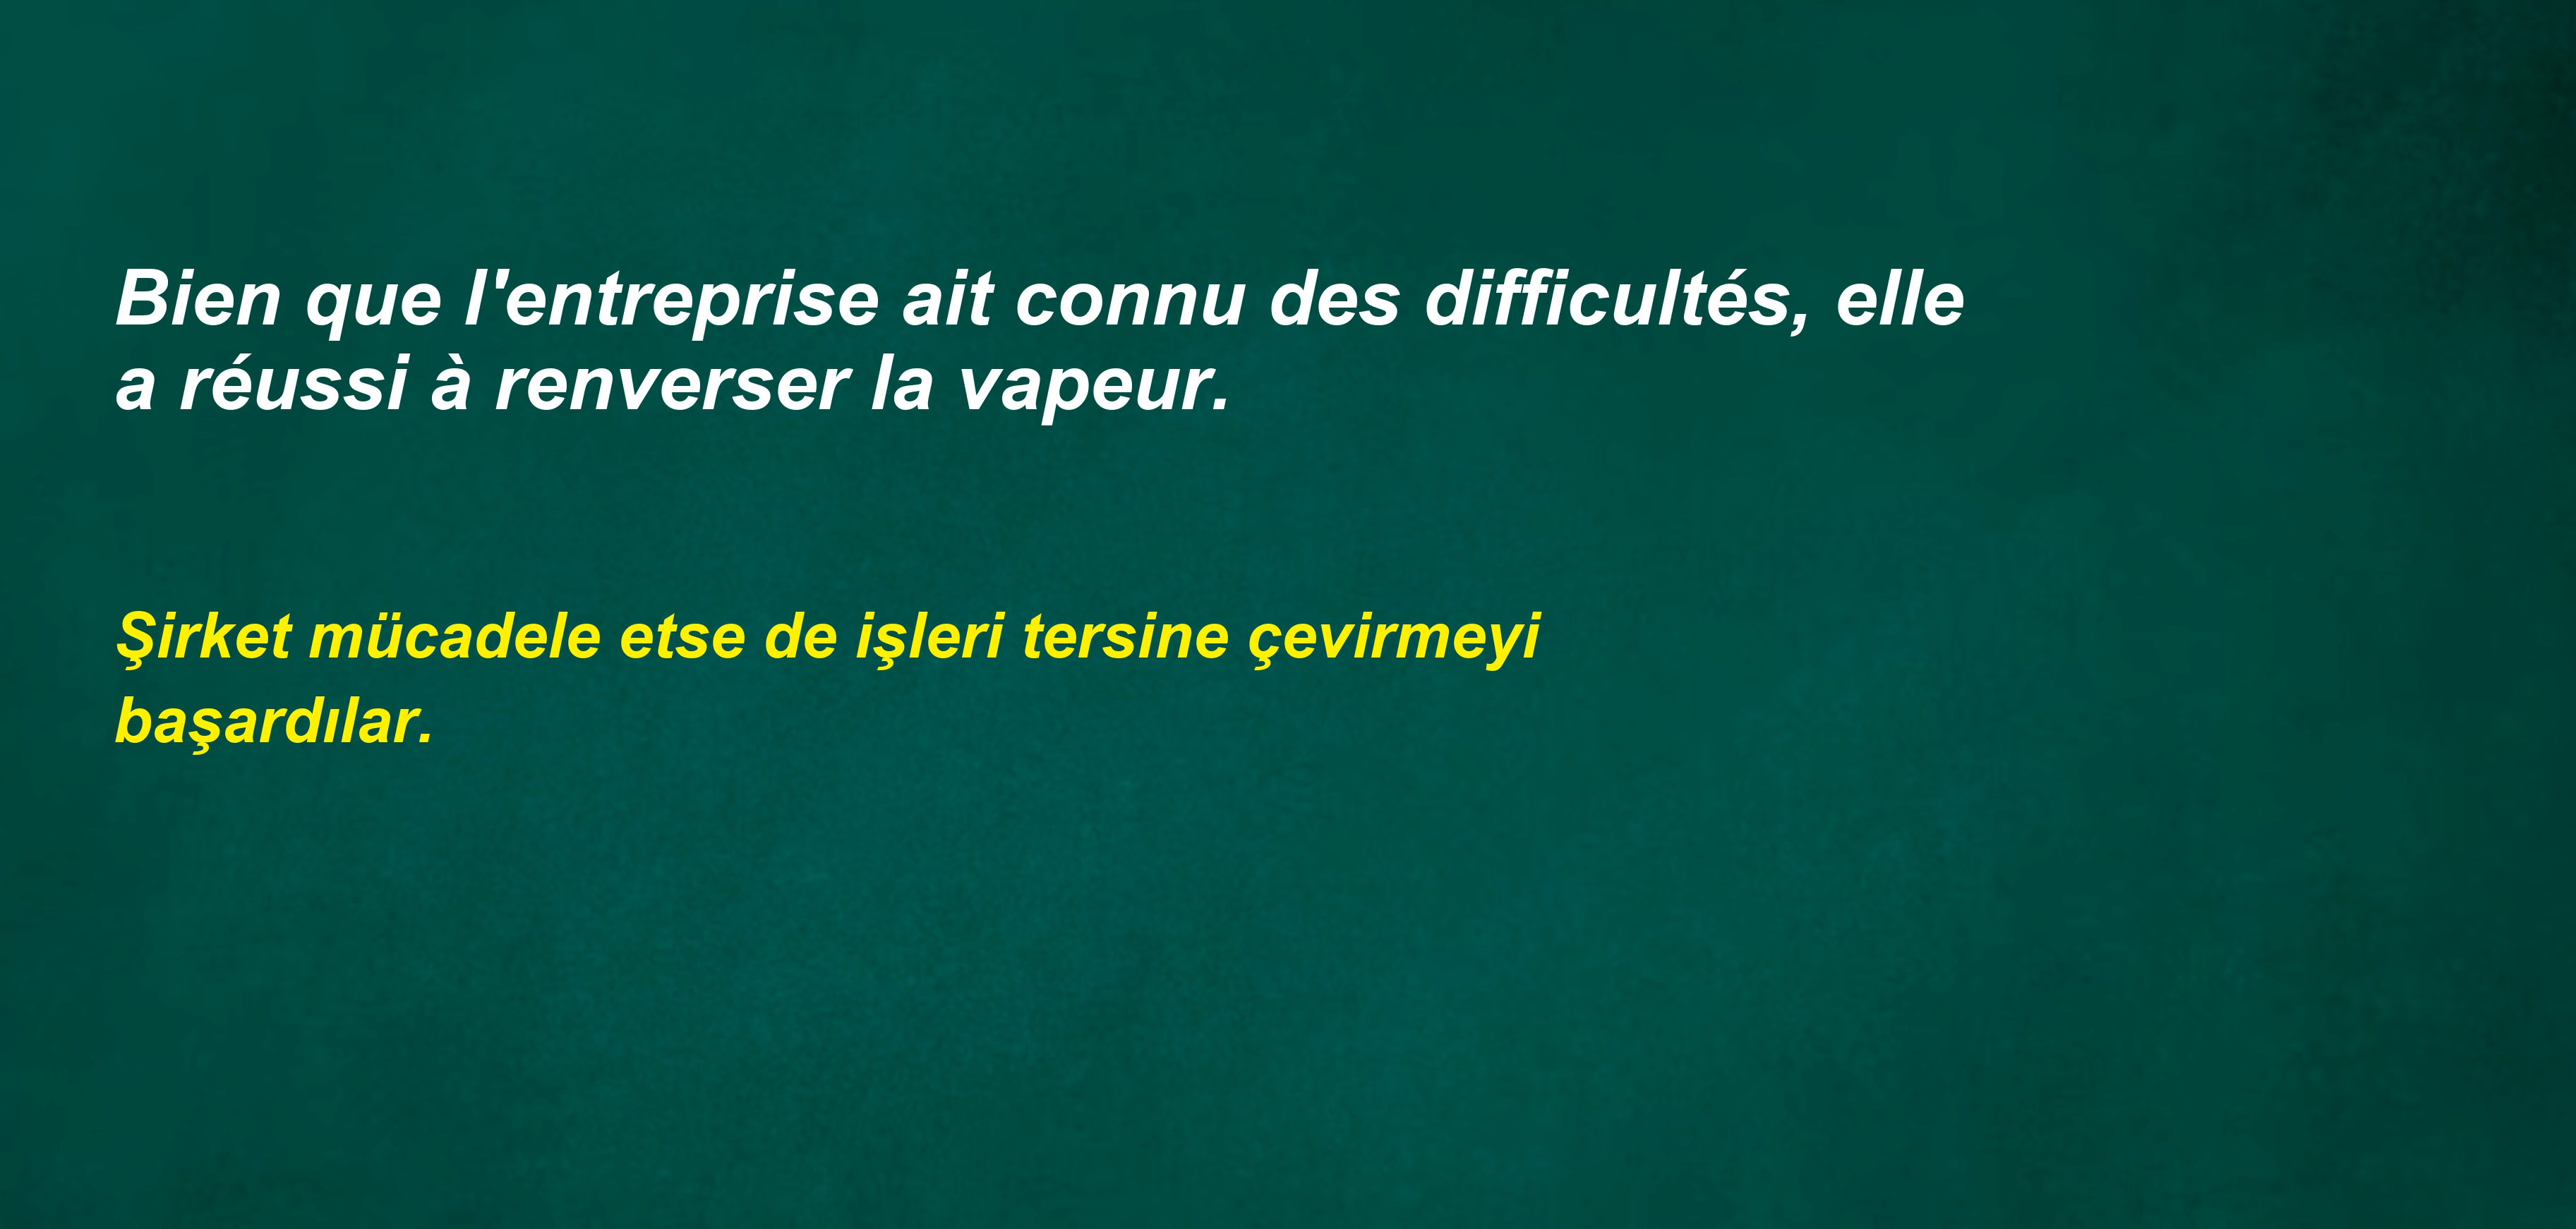 Bien que l'entreprise ait connu des difficultés, elle
a réussi à renverser la vapeur.
Şirket mücadele etse de işleri tersine çevirmeyi
başardılar.